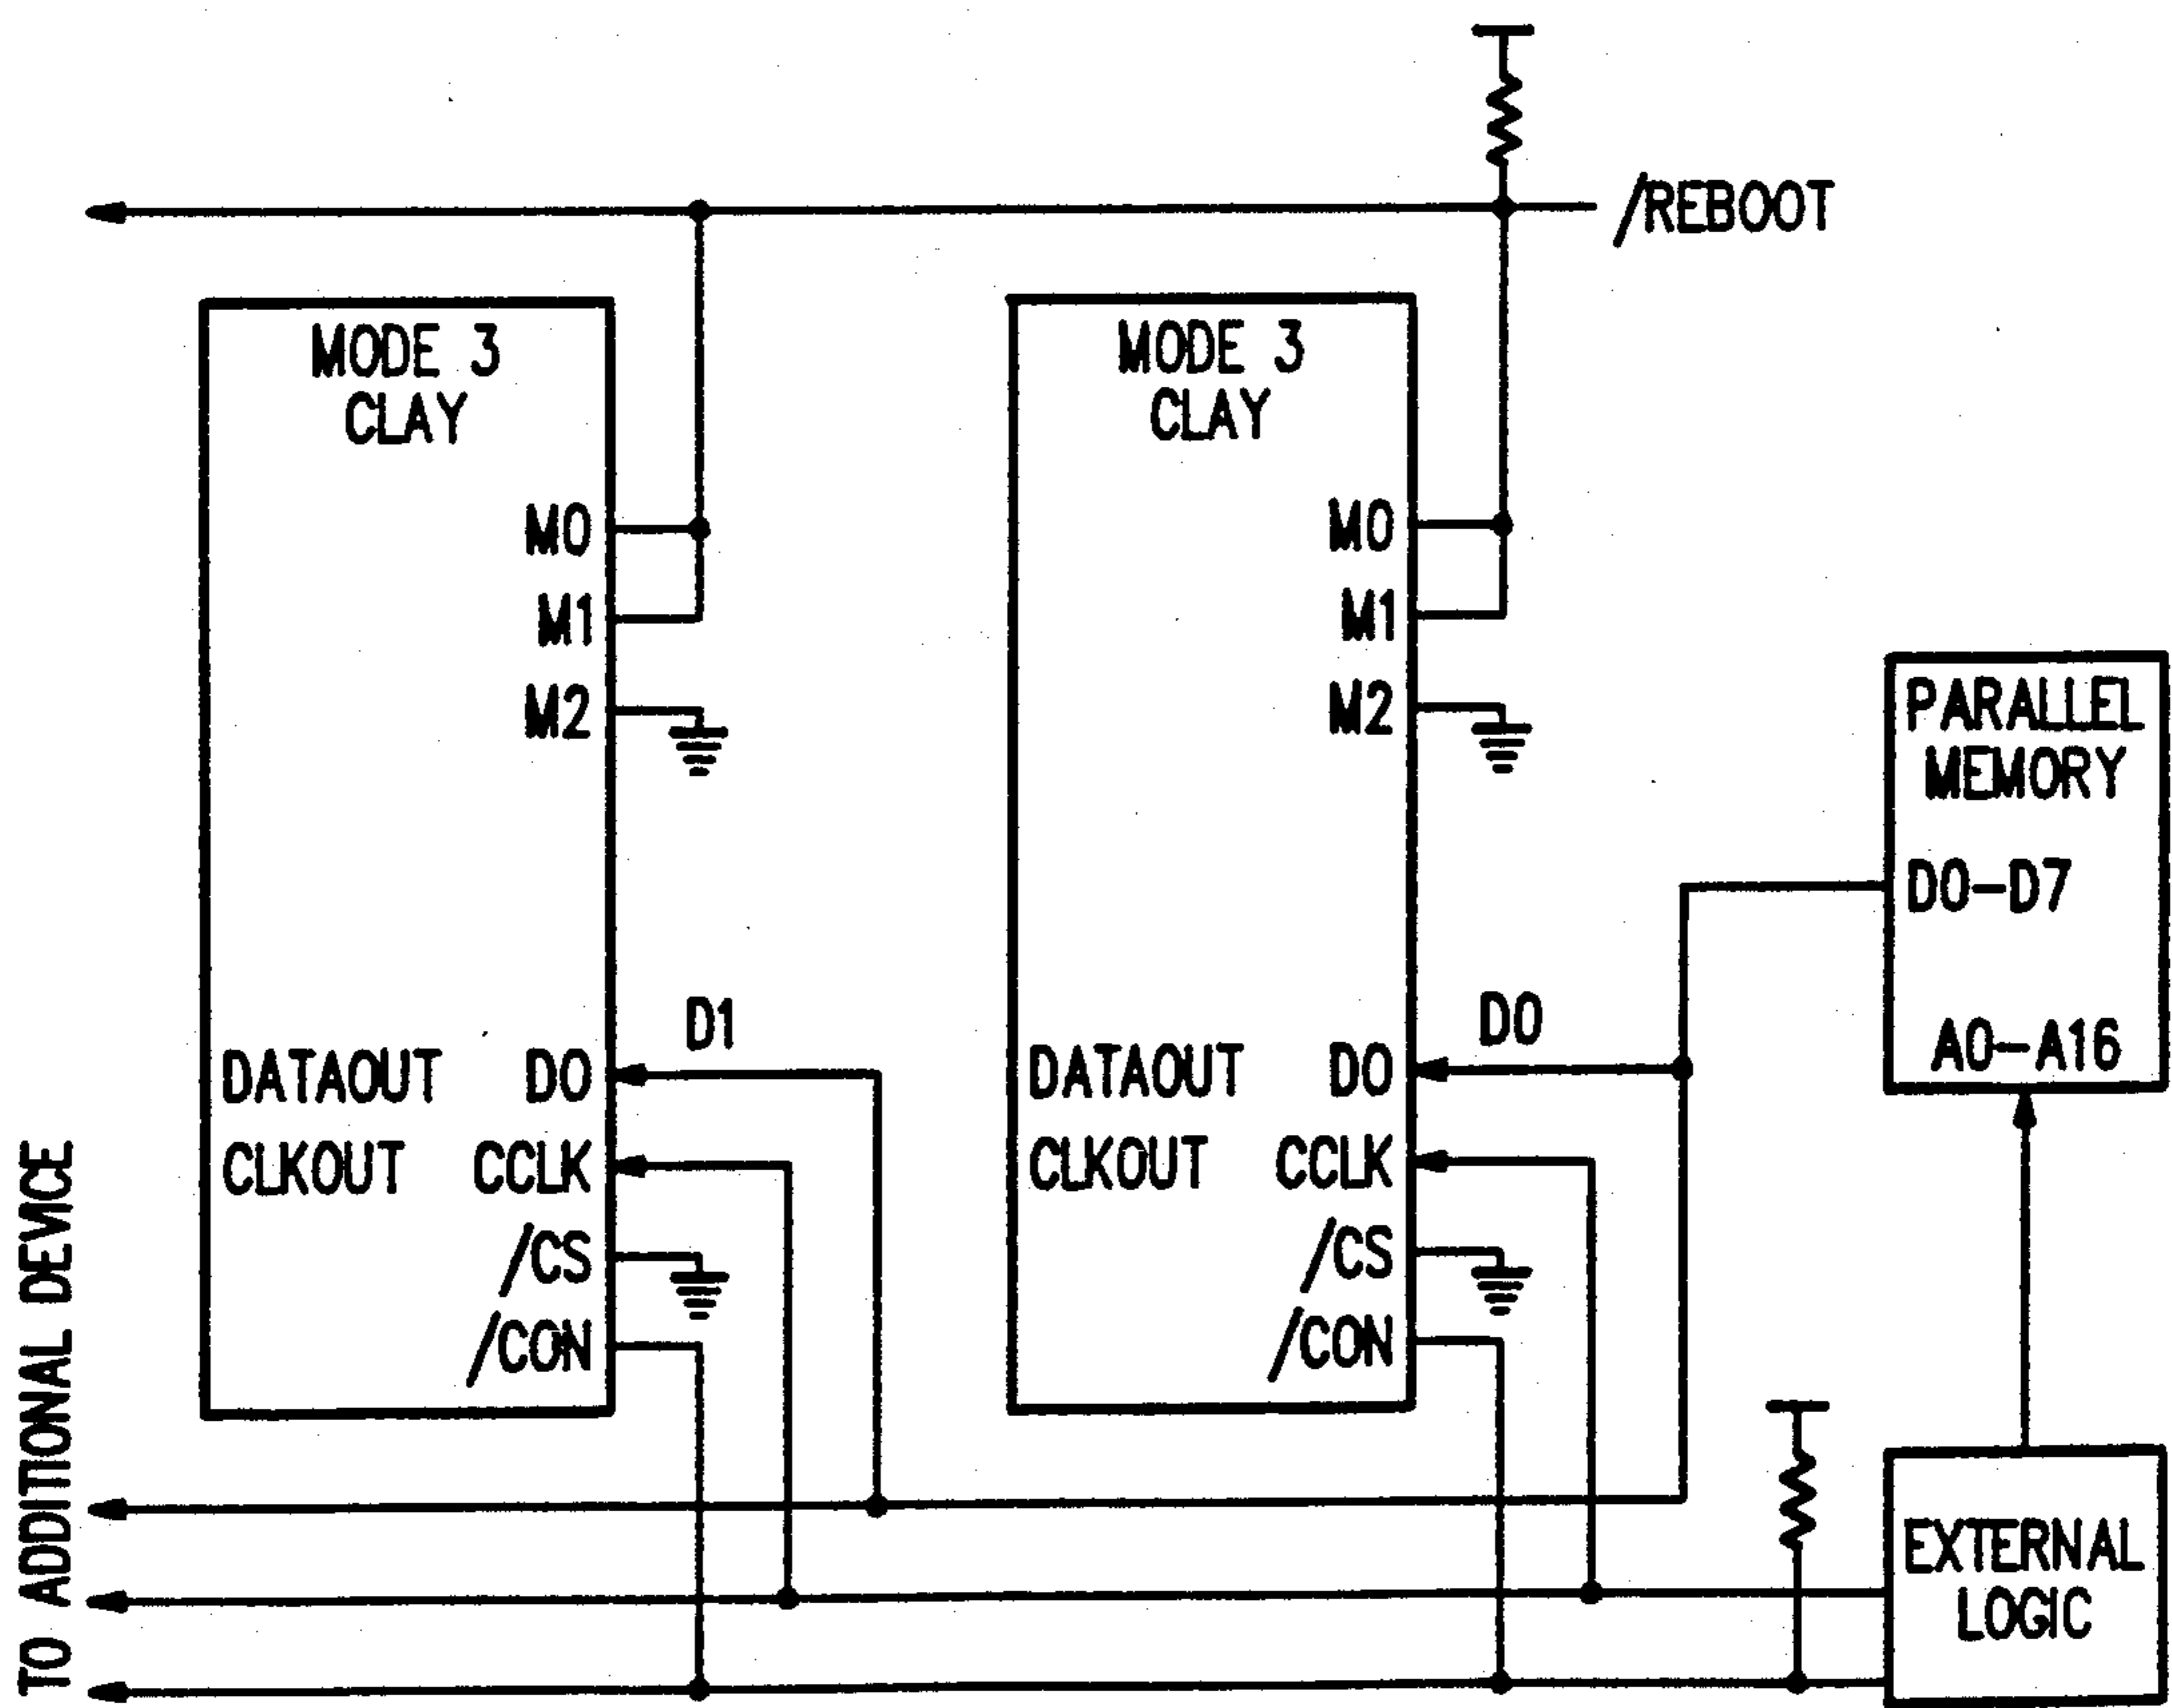 /REBOOT
MODE 3
CLAY
M0
M1
M2
D1
DATAOUT D0
CLKOUT CCLK
/CS
/CON
MODE 3
CLAY
M0
M1
M2
D0
DATAOUT D0
CLKOUT CCLK
/CS
/CON
PARALLEL
MEMORY
D0-D7
A0-A16
EXTERNAL
LOGIC
TO ADDITIONAL DEVICE